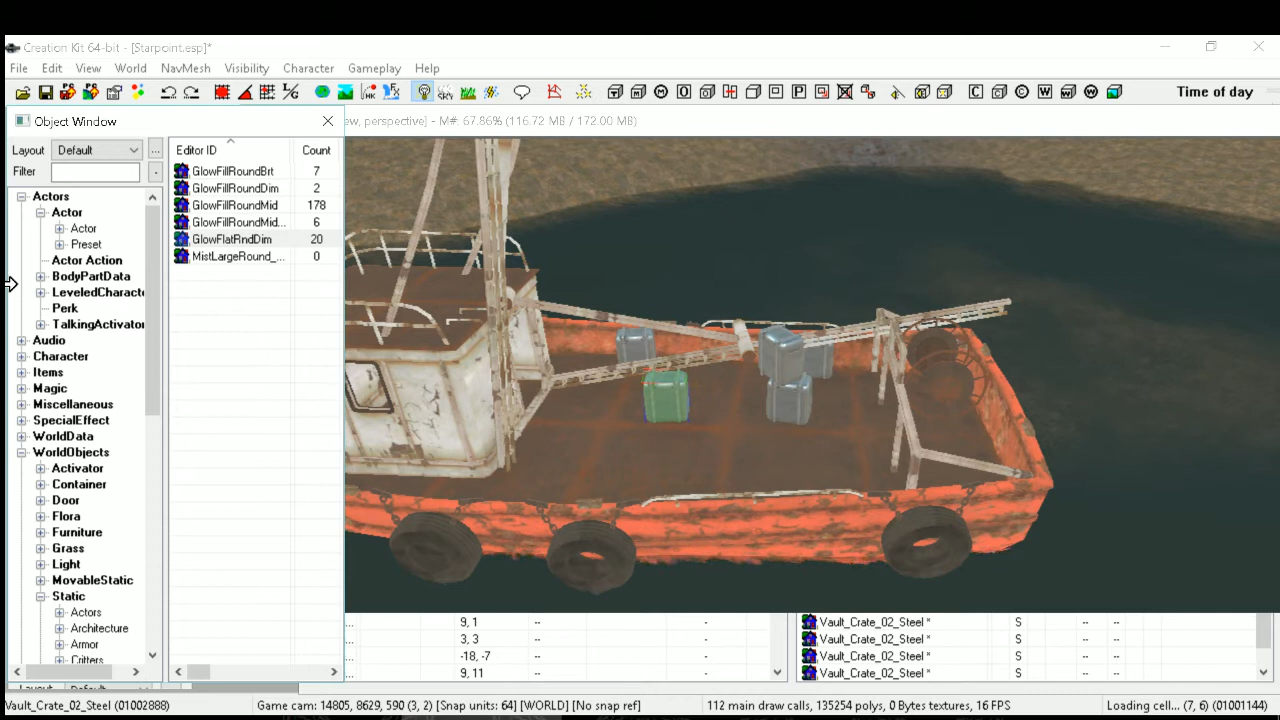 Creation Kit 64-bit - [Starpoint.esp]*
File Edit View World NavMesh Visibility Character Gameplay Help
Time of day
Object Window
ew, perspective] - M#: 67.86% (116.72 MB / 172.00 MB)
Layout Default ...
Filter
Editor ID Count
GlowFillRoundBrt 7
GlowFillRoundDim 2
GlowFillRoundMid 178
GlowFillRoundMid... 6
GlowFlatRndDim 20
MistLargeRound_... 0
Actors
Actor
Actor
Preset
Actor Action
BodyPartData
LeveledCharacte
Perk
TalkingActivator
Audio
Character
Items
Magic
Miscellaneous
SpecialEffect
WorldData
WorldObjects
Activator
Container
Door
Flora
Furniture
Grass
Light
MovableStatic
Static
Actors
Architecture
Armor
Critters
... 9, 1 -- -
... 3, 3 -- -
... -18, -7 -- -
... 9, 11 -- -
Vault_Crate_02_Steel * S -- --
Vault_Crate_02_Steel * S -- --
Vault_Crate_02_Steel * S -- --
Vault_Crate_02_Steel * S -- --
Layout Default
Vault_Crate_02_Steel (01002888)
Game cam: 14805, 8629, 590 (3, 2) [Snap units: 64] [WORLD] [No snap ref]
112 main draw calls, 135254 polys, 0 Bytes textures, 16 FPS
Loading cell... (7, 6) (01001144)